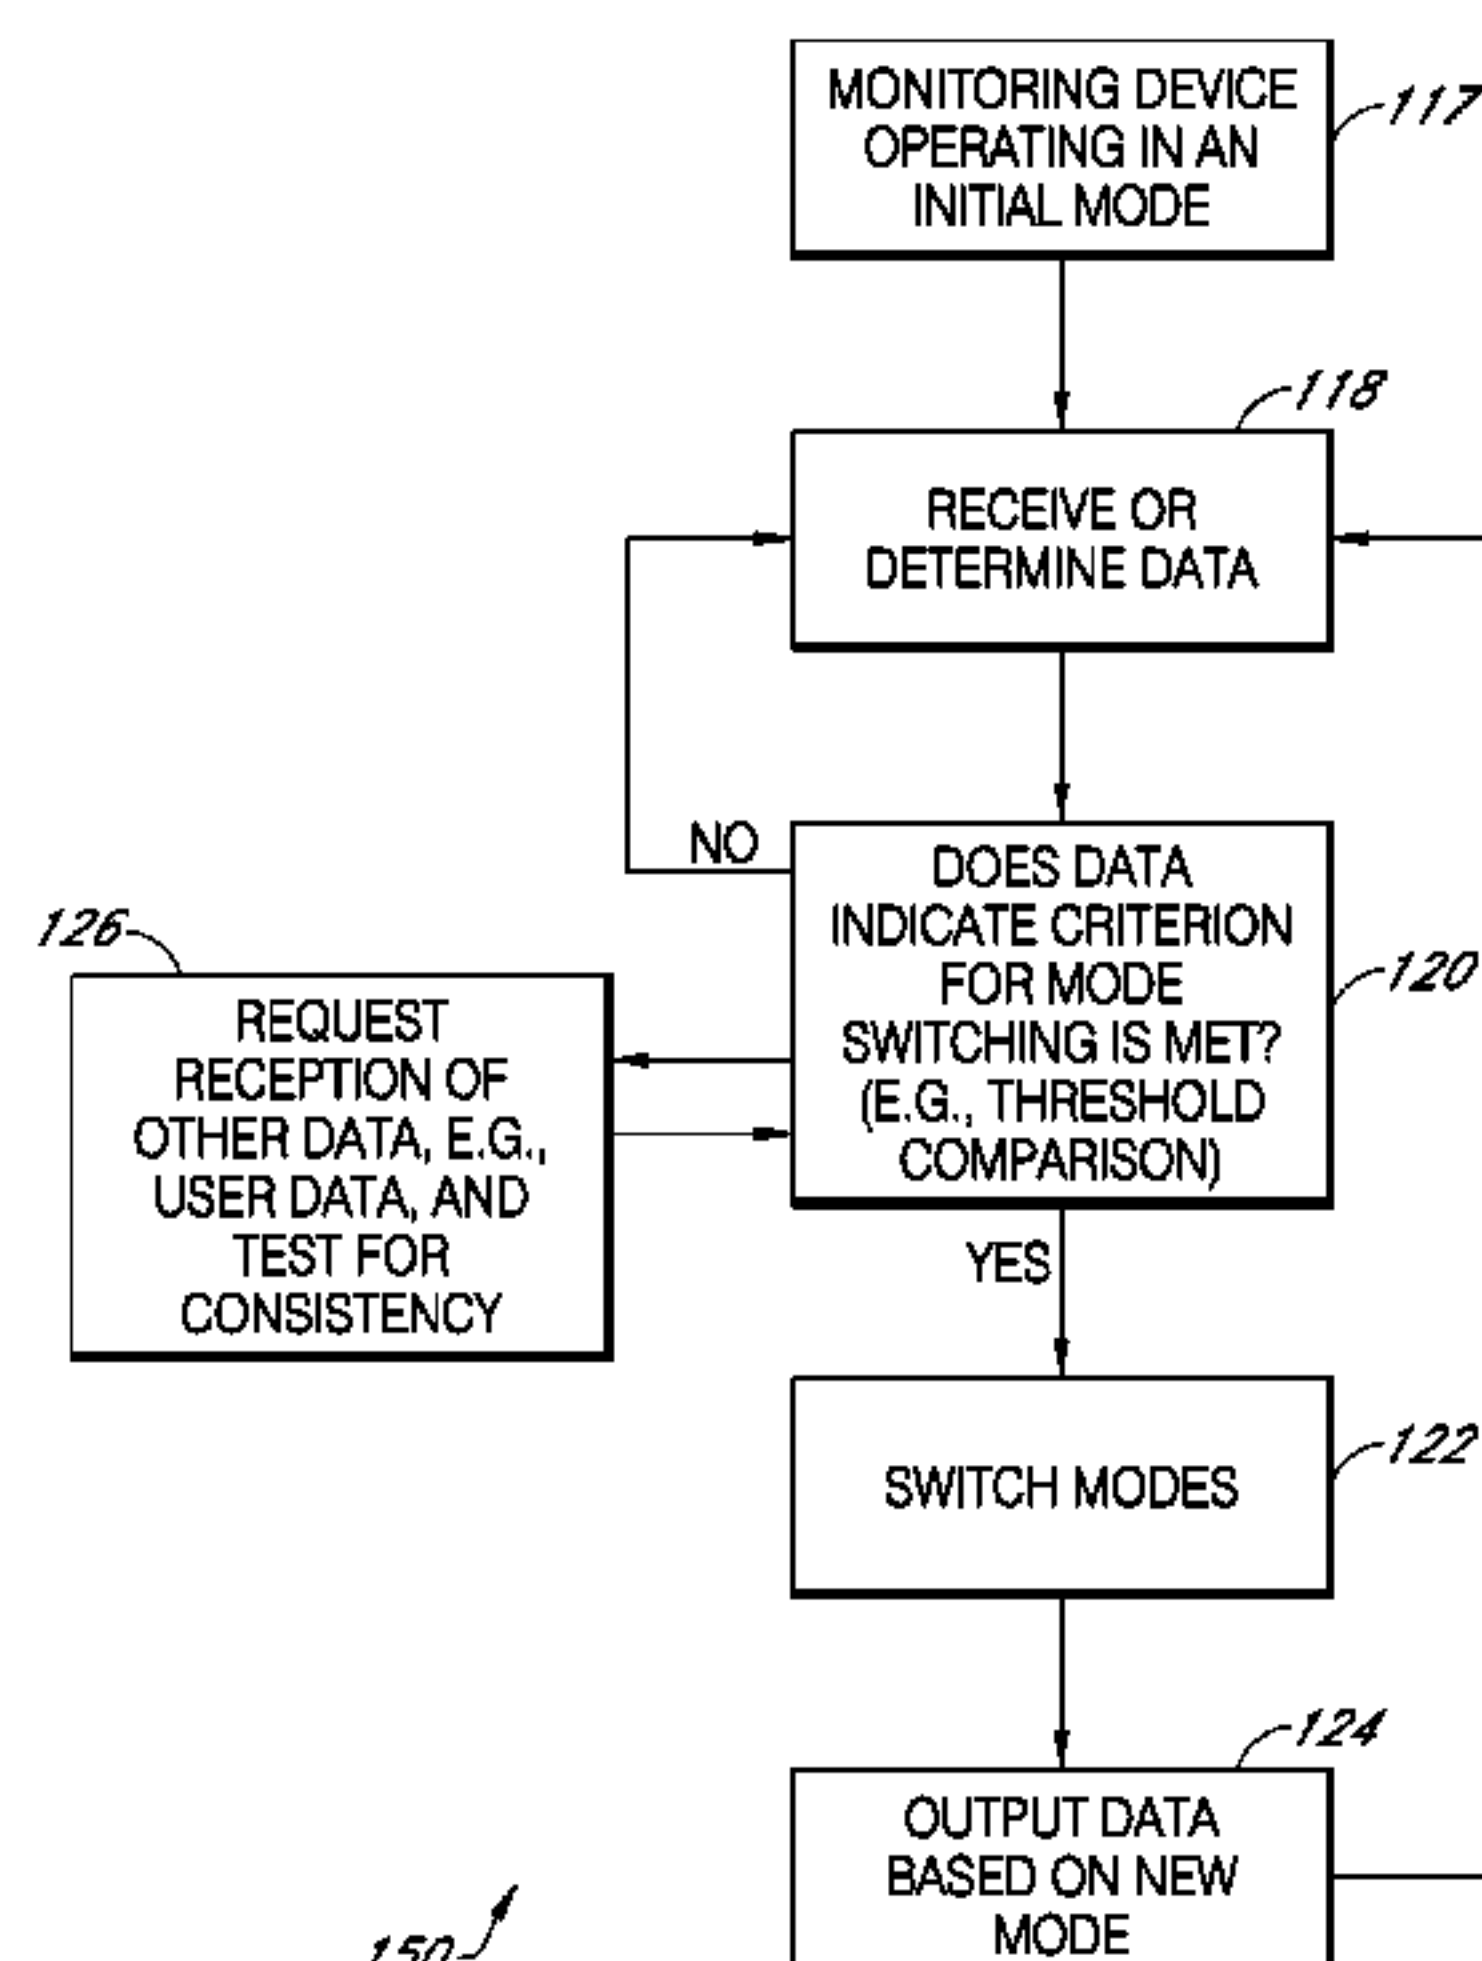 MONITORING DEVICE
OPERATING IN AN
INITIAL MODE
117
118
RECEIVE OR
DETERMINE DATA
NO
DOES DATA
INDICATE CRITERION
FOR MODE
SWITCHING IS MET?
(E.G., THRESHOLD
COMPARISON)
120
126
REQUEST
RECEPTION OF
OTHER DATA, E.G.,
USER DATA, AND
TEST FOR
CONSISTENCY
YES
SWITCH MODES
122
124
OUTPUT DATA
BASED ON NEW
MODE
150